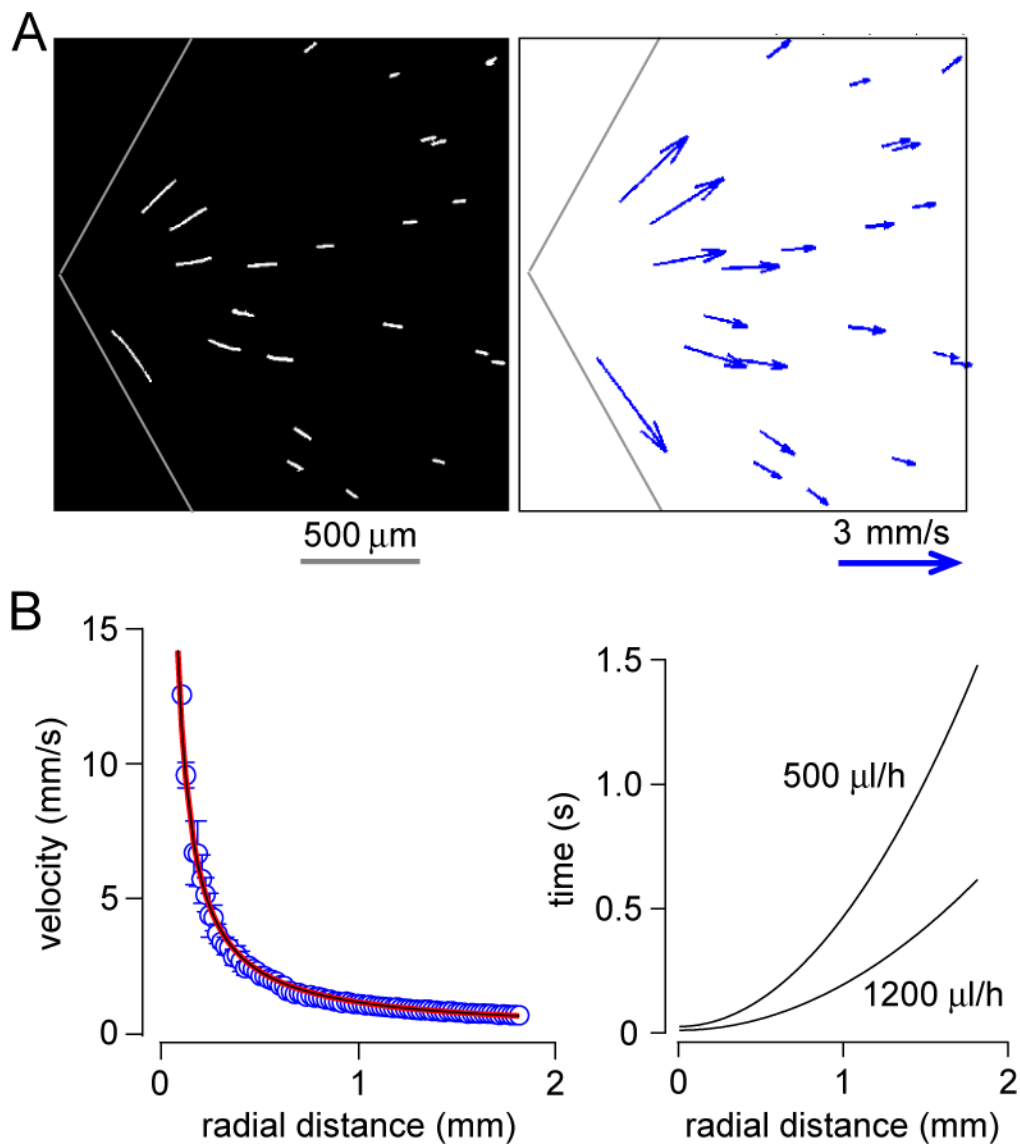 A
500 μm
3 mm/s
B
15
10
5
0
velocity (mm/s)
0
1
2
radial distance (mm)
1.5
1.0
0.5
0
time (s)
500 μl/h
1200 μl/h
0
1
2
radial distance (mm)